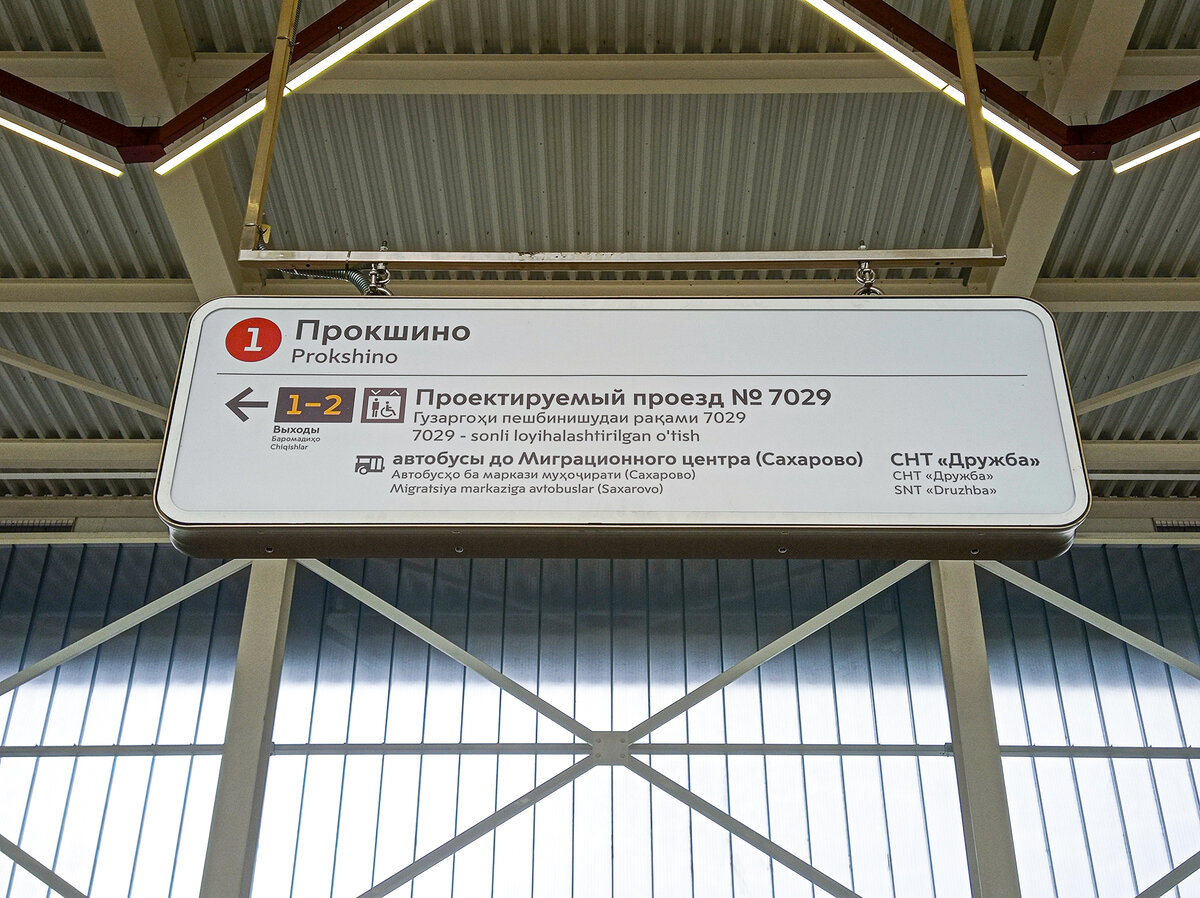 1 Прокшино
Prokshino
1–2 Проектируемый проезд № 7029
Гузаргоҳи пешбинишудаи рақами 7029
7029 - sonli loyihalashtirilgan o'tish
Выходы
Баромадиҳо
Chiqishlar
автобусы до Миграционного центра (Сахарово)
Автобусҳо ба маркази муҳоҷирати (Сахарово)
Migratsiya markaziga avtobuslar (Saxarovo)
СНТ «Дружба»
СНТ «Дружба»
SNT «Druzhba»